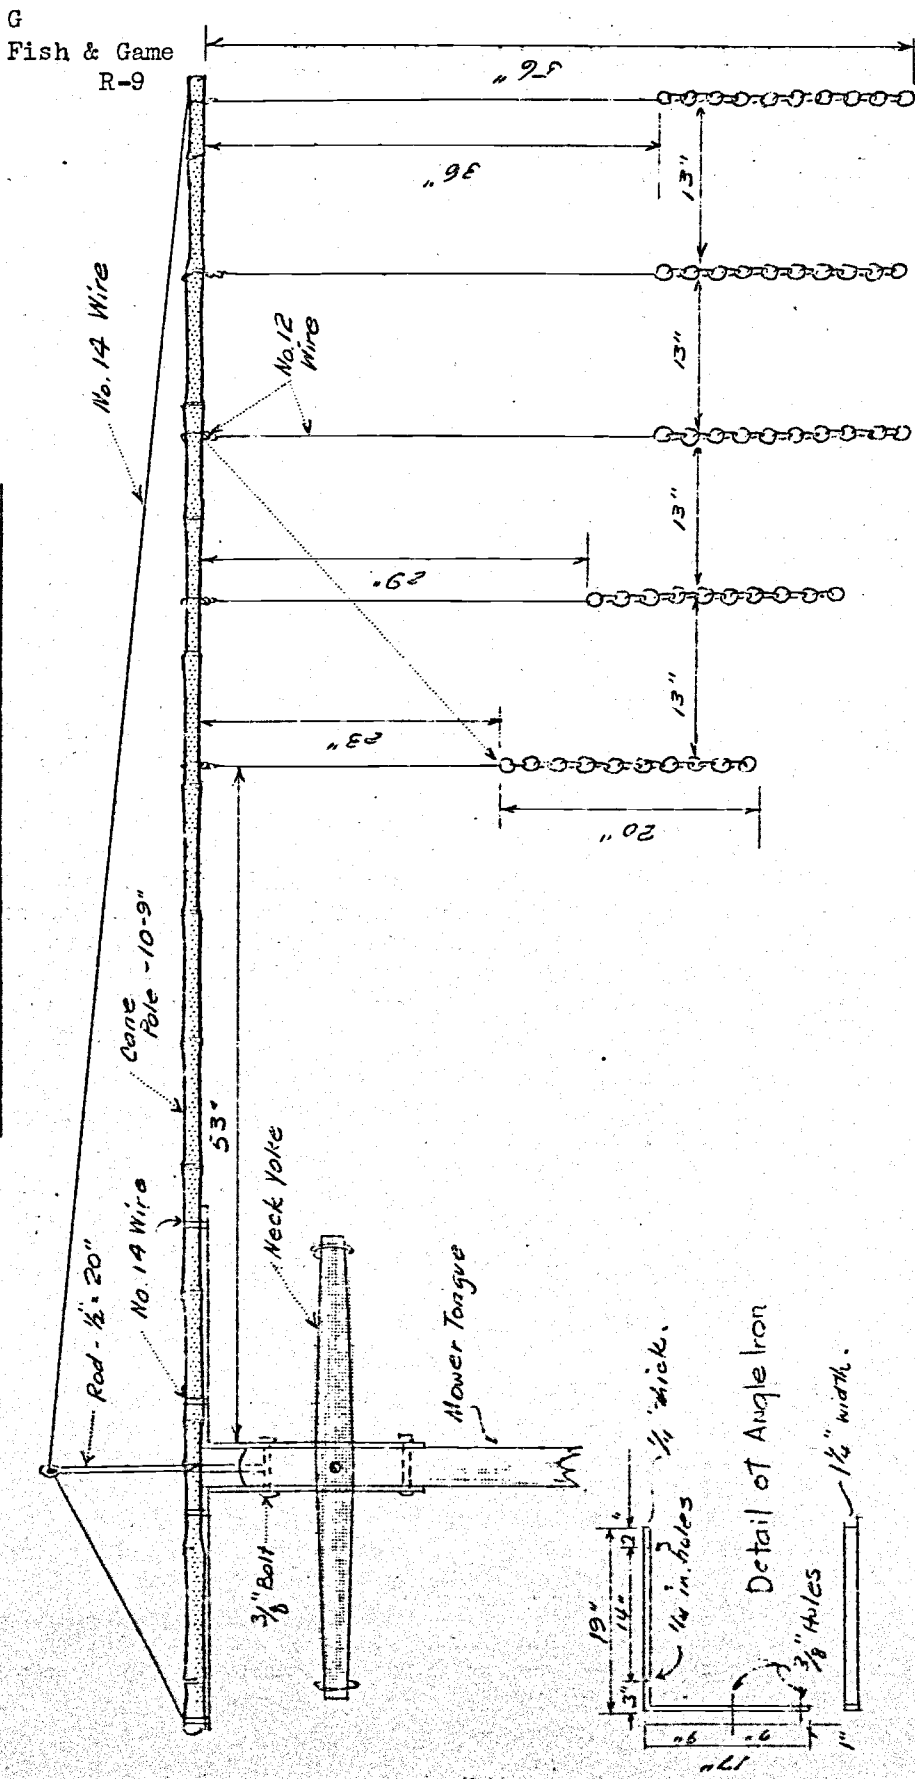 G
Fish & Game
R-9
5-6"
36"
13"
No. 14 Wire
No. 12
Wire
13"
13"
29"
13"
23"
20"
Cane
Pole - 10-9"
53"
No. 14 Wire
Neck Yoke
Rod - ½" x 20"
Mower Tongue
3/8" Bolt
¼" thick.
19"
2"
14"
3"
¼ in. holes
Detail of Angle Iron
1¼" width.
3/8" Holes
9"
17"
1"